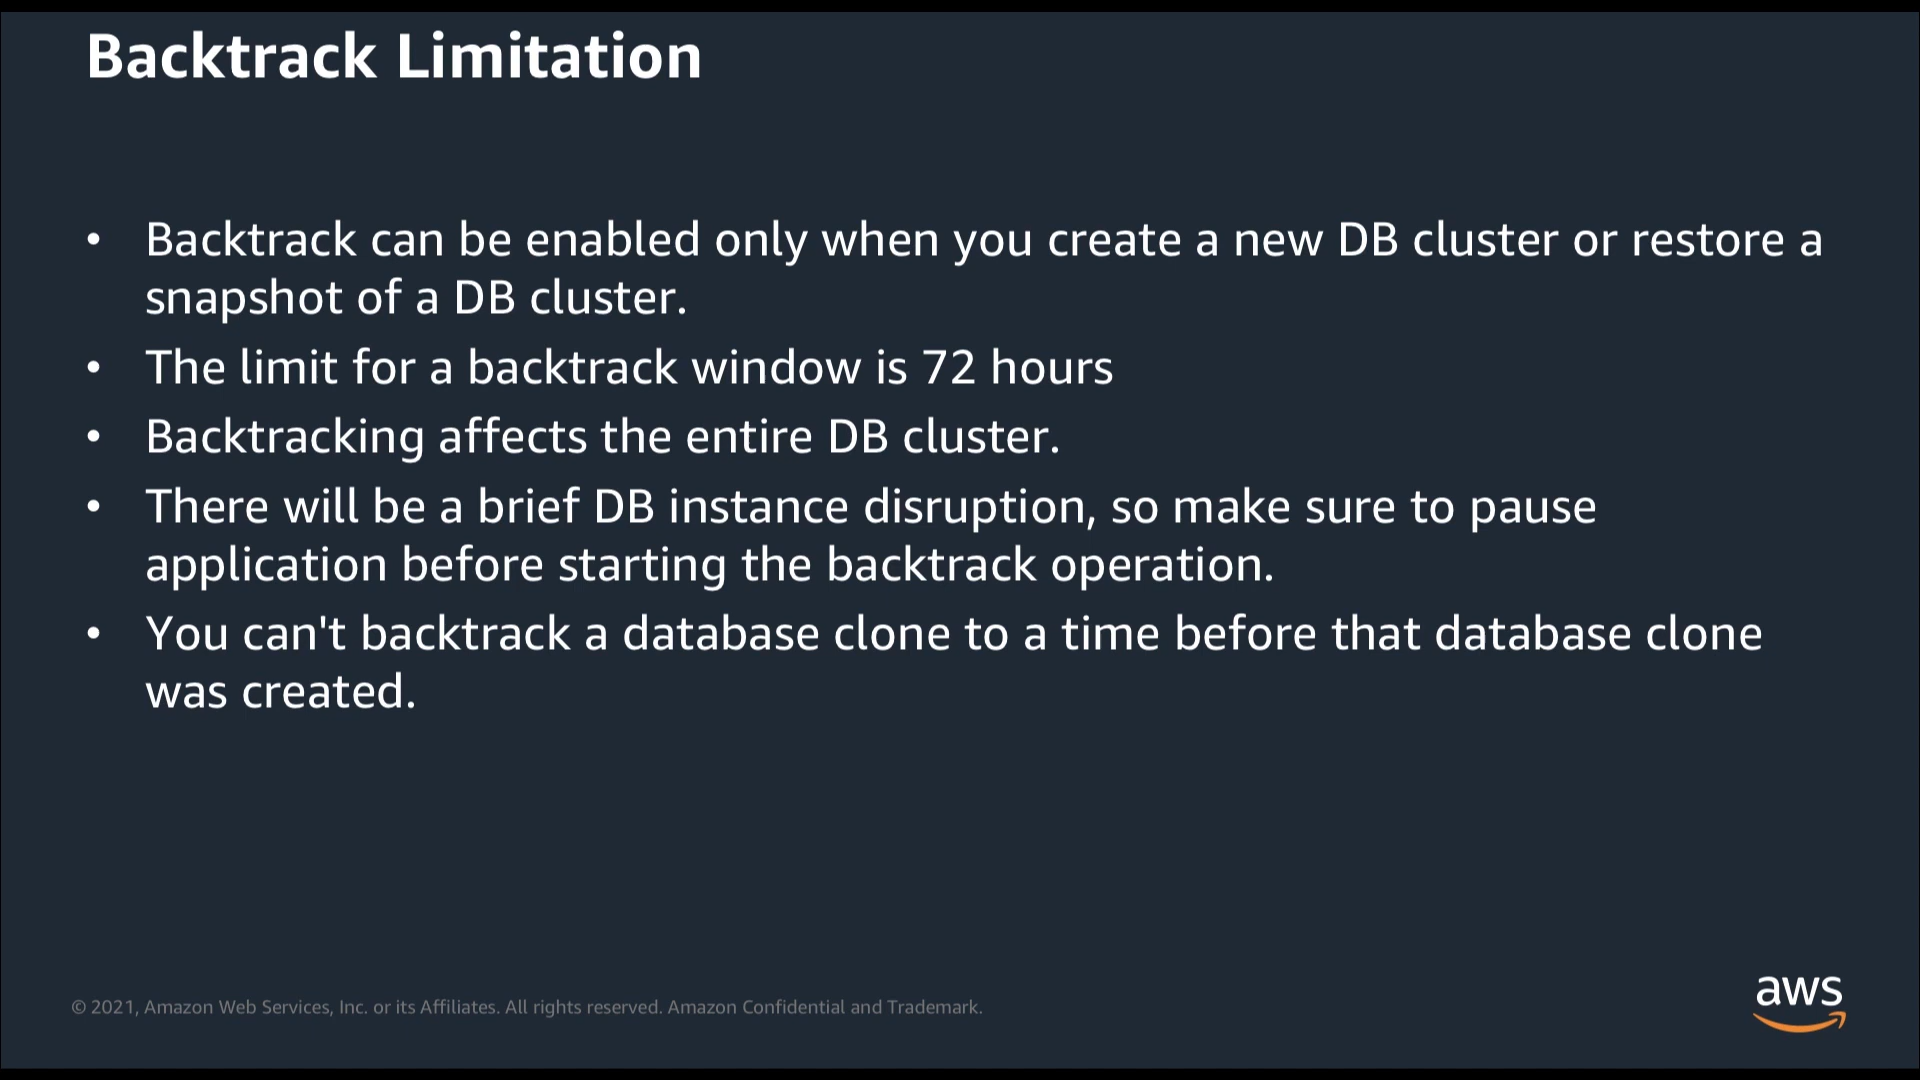 Backtrack Limitation
• Backtrack can be enabled only when you create a new DB cluster or restore a
snapshot of a DB cluster.
• The limit for a backtrack window is 72 hours
• Backtracking affects the entire DB cluster.
• There will be a brief DB instance disruption, so make sure to pause
application before starting the backtrack operation.
• You can't backtrack a database clone to a time before that database clone
was created.
© 2021, Amazon Web Services, Inc. or its Affiliates. All rights reserved. Amazon Confidential and Trademark.
aws